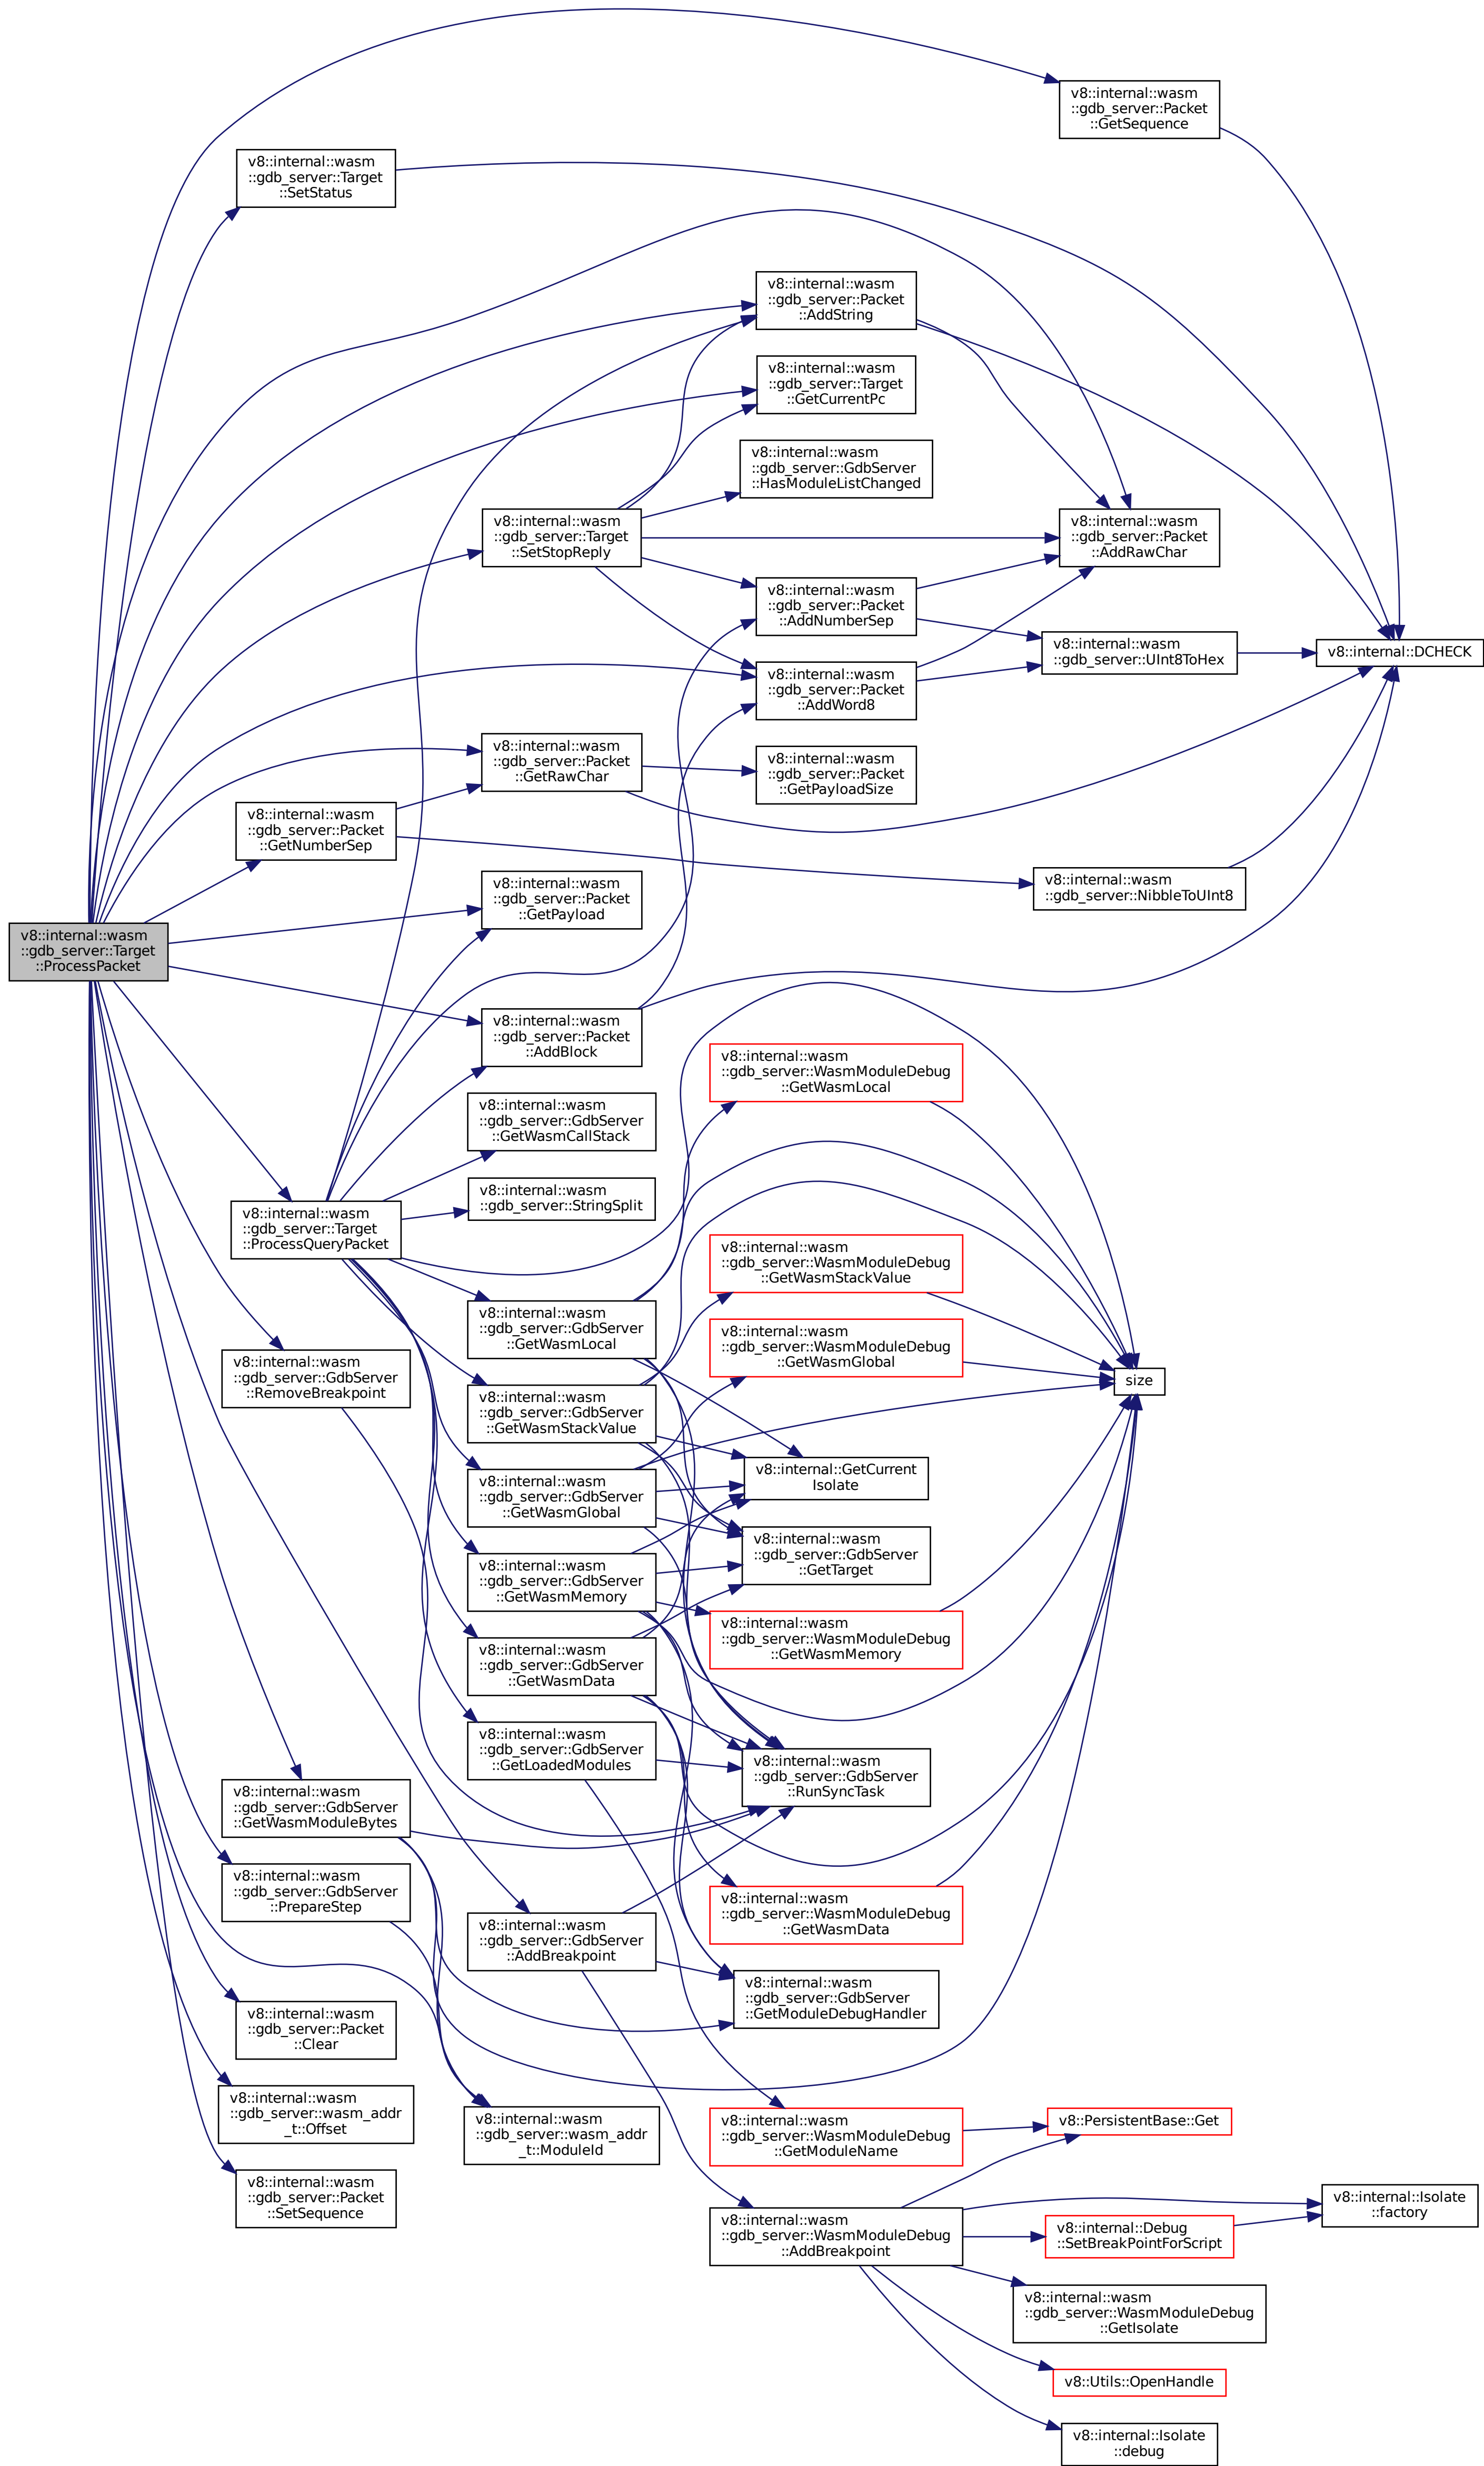 v8::internal::wasm
::gdb_server::Packet
::GetSequence
v8::internal::wasm
::gdb_server::Target
::SetStatus
v8::internal::wasm
::gdb_server::Packet
::AddString
v8::internal::wasm
::gdb_server::Target
::GetCurrentPc
v8::internal::wasm
::gdb_server::GdbServer
::HasModuleListChanged
v8::internal::wasm
::gdb_server::Target
::SetStopReply
v8::internal::wasm
::gdb_server::Packet
::AddRawChar
v8::internal::wasm
::gdb_server::Packet
::AddNumberSep
v8::internal::wasm
::gdb_server::UInt8ToHex
v8::internal::DCHECK
v8::internal::wasm
::gdb_server::Packet
::AddWord8
v8::internal::wasm
::gdb_server::Packet
::GetRawChar
v8::internal::wasm
::gdb_server::Packet
::GetPayloadSize
v8::internal::wasm
::gdb_server::Packet
::GetNumberSep
v8::internal::wasm
::gdb_server::Packet
::GetPayload
v8::internal::wasm
::gdb_server::NibbleToUInt8
v8::internal::wasm
::gdb_server::Target
::ProcessPacket
v8::internal::wasm
::gdb_server::Packet
::AddBlock
v8::internal::wasm
::gdb_server::WasmModuleDebug
::GetWasmLocal
v8::internal::wasm
::gdb_server::GdbServer
::GetWasmCallStack
v8::internal::wasm
::gdb_server::StringSplit
v8::internal::wasm
::gdb_server::Target
::ProcessQueryPacket
v8::internal::wasm
::gdb_server::WasmModuleDebug
::GetWasmStackValue
v8::internal::wasm
::gdb_server::GdbServer
::GetWasmLocal
v8::internal::wasm
::gdb_server::WasmModuleDebug
::GetWasmGlobal
v8::internal::wasm
::gdb_server::GdbServer
::RemoveBreakpoint
size
v8::internal::wasm
::gdb_server::GdbServer
::GetWasmStackValue
v8::internal::GetCurrent
Isolate
v8::internal::wasm
::gdb_server::GdbServer
::GetWasmGlobal
v8::internal::wasm
::gdb_server::GdbServer
::GetTarget
v8::internal::wasm
::gdb_server::GdbServer
::GetWasmMemory
v8::internal::wasm
::gdb_server::WasmModuleDebug
::GetWasmMemory
v8::internal::wasm
::gdb_server::GdbServer
::GetWasmData
v8::internal::wasm
::gdb_server::GdbServer
::GetLoadedModules
v8::internal::wasm
::gdb_server::GdbServer
::RunSyncTask
v8::internal::wasm
::gdb_server::GdbServer
::GetWasmModuleBytes
v8::internal::wasm
::gdb_server::GdbServer
::PrepareStep
v8::internal::wasm
::gdb_server::WasmModuleDebug
::GetWasmData
v8::internal::wasm
::gdb_server::GdbServer
::AddBreakpoint
v8::internal::wasm
::gdb_server::GdbServer
::GetModuleDebugHandler
v8::internal::wasm
::gdb_server::Packet
::Clear
v8::internal::wasm
::gdb_server::wasm_addr
_t::Offset
v8::internal::wasm
::gdb_server::wasm_addr
_t::ModuleId
v8::internal::wasm
::gdb_server::WasmModuleDebug
::GetModuleName
v8::PersistentBase::Get
v8::internal::wasm
::gdb_server::Packet
::SetSequence
v8::internal::Isolate
::factory
v8::internal::wasm
::gdb_server::WasmModuleDebug
::AddBreakpoint
v8::internal::Debug
::SetBreakPointForScript
v8::internal::wasm
::gdb_server::WasmModuleDebug
::GetIsolate
v8::Utils::OpenHandle
v8::internal::Isolate
::debug